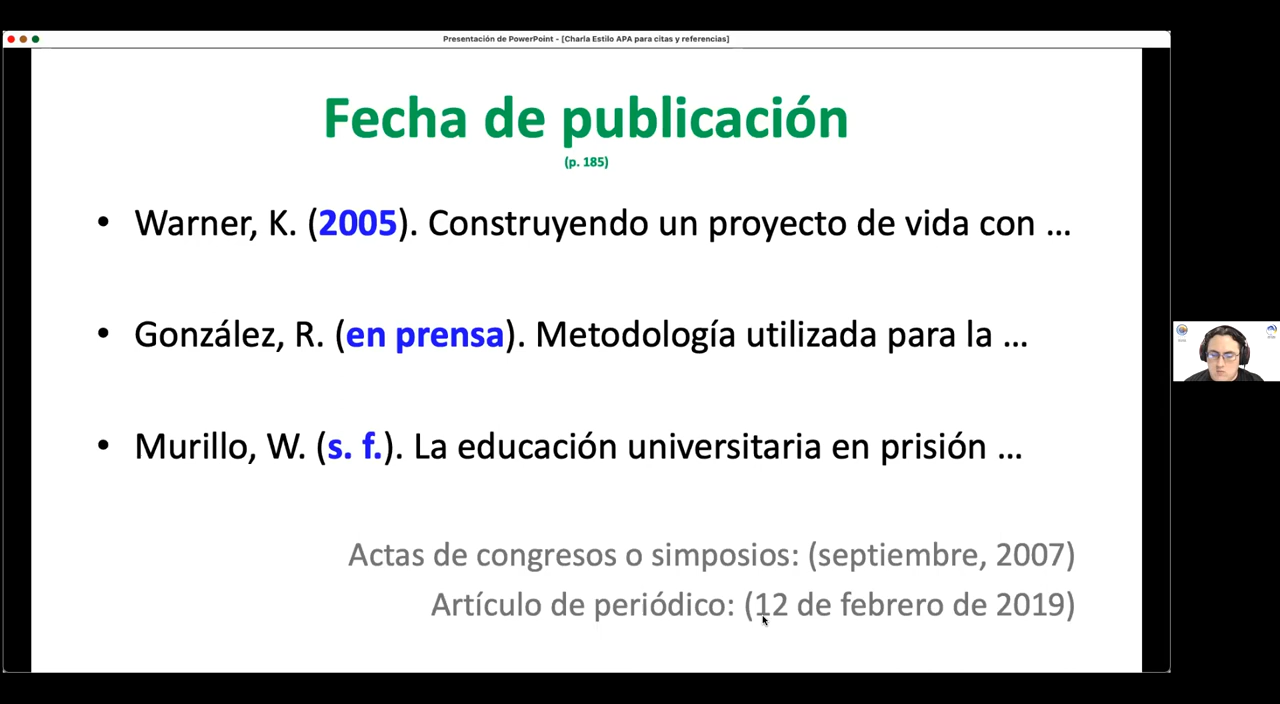 Presentación de PowerPoint - [Charla Estilo APA para citas y referencias]
Fecha de publicación
(p. 185)
• Warner, K. (2005). Construyendo un proyecto de vida con ...
• González, R. (en prensa). Metodología utilizada para la ...
• Murillo, W. (s. f.). La educación universitaria en prisión ...
Actas de congresos o simposios: (septiembre, 2007)
Artículo de periódico: (12 de febrero de 2019)